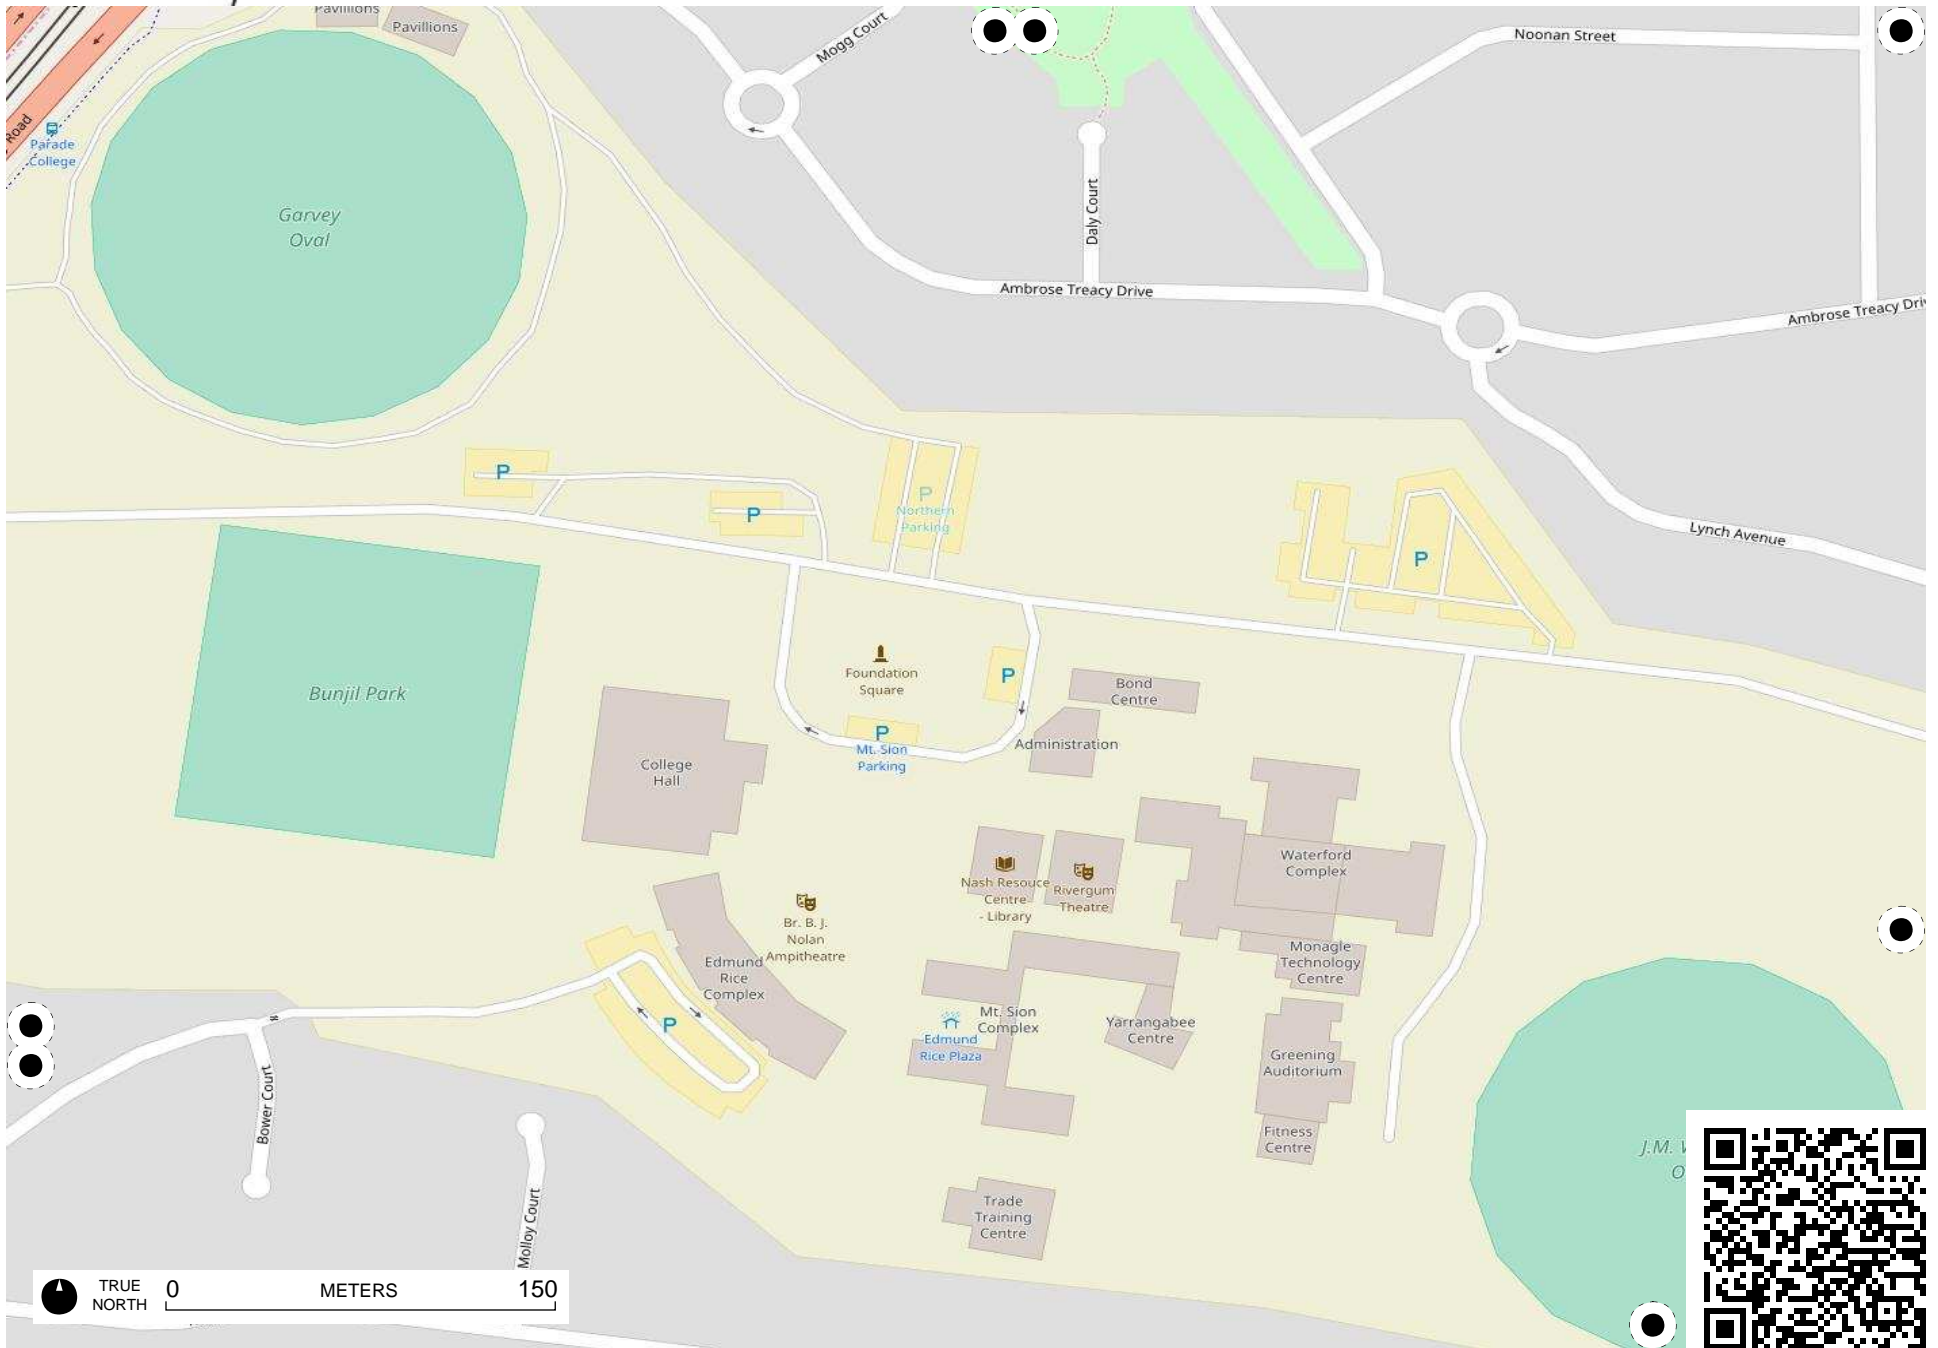 Pavillions
Pavillions
Mogg Court
Noonan Street
Road
Parade
College
Garvey
Oval
Daly Court
Ambrose Treacy Drive
Ambrose Treacy Driv
P
P
P
Northern
Parking
P
Lynch Avenue
Foundation
Square
P
P
Mt. Sion
Parking
Bunjil Park
Bond
Centre
Administration
College
Hall
Waterford
Complex
Nash Resouce
Centre
- Library
Rivergum
Theatre
Br. B. J.
Nolan
Ampitheatre
Edmund
Rice
Complex
Monagle
Technology
Centre
P
Mt. Sion
Complex
Edmund
Rice Plaza
Yarrangabee
Centre
Greening
Auditorium
Fitness
Centre
Bower Court
Molloy Court
J.M.
Trade
Training
Centre
TRUE
NORTH
0 METERS 150